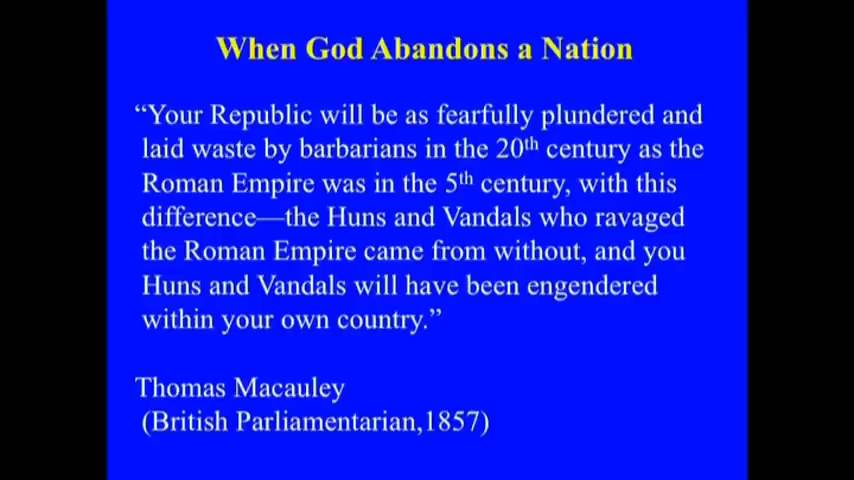 When God Abandons a Nation
“Your Republic will be as fearfully plundered and
laid waste by barbarians in the 20th century as the
Roman Empire was in the 5th century, with this
difference—the Huns and Vandals who ravaged
the Roman Empire came from without, and you
Huns and Vandals will have been engendered
within your own country.”
Thomas Macauley
(British Parliamentarian,1857)